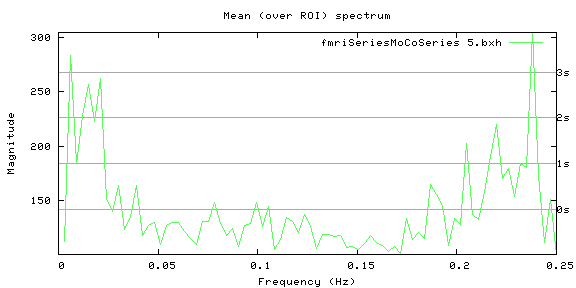 Mean (over ROI) spectrum
fmriSeriesMoCoSeries 5.bxh
300
250
200
150
3s
2s
1s
0s
0 0.05 0.1 0.15 0.2 0.25
Magnitude
Frequency (Hz)